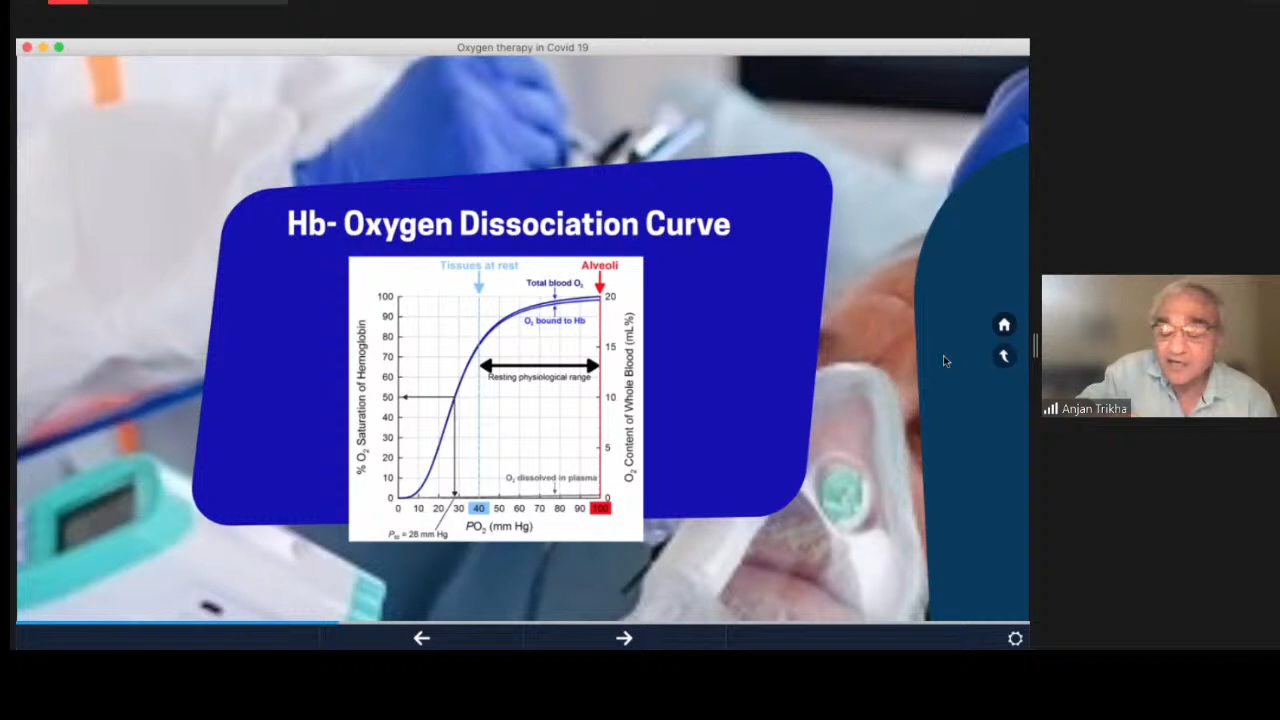 Oxygen therapy in Covid 19
Hb- Oxygen Dissociation Curve
Tissues at rest
Alveoli
Total blood O₂
O₂ bound to Hb
Resting physiological range
O₂ dissolved in plasma
% O₂ Saturation of Hemoglobin
100
90
80
70
60
50
40
30
20
10
0
O₂ Content of Whole Blood (mL%)
20
15
10
5
0
0 10 20 30 40 50 60 70 80 90 100
PO₂ (mm Hg)
P₅₀ = 28 mm Hg
Anjan Trikha